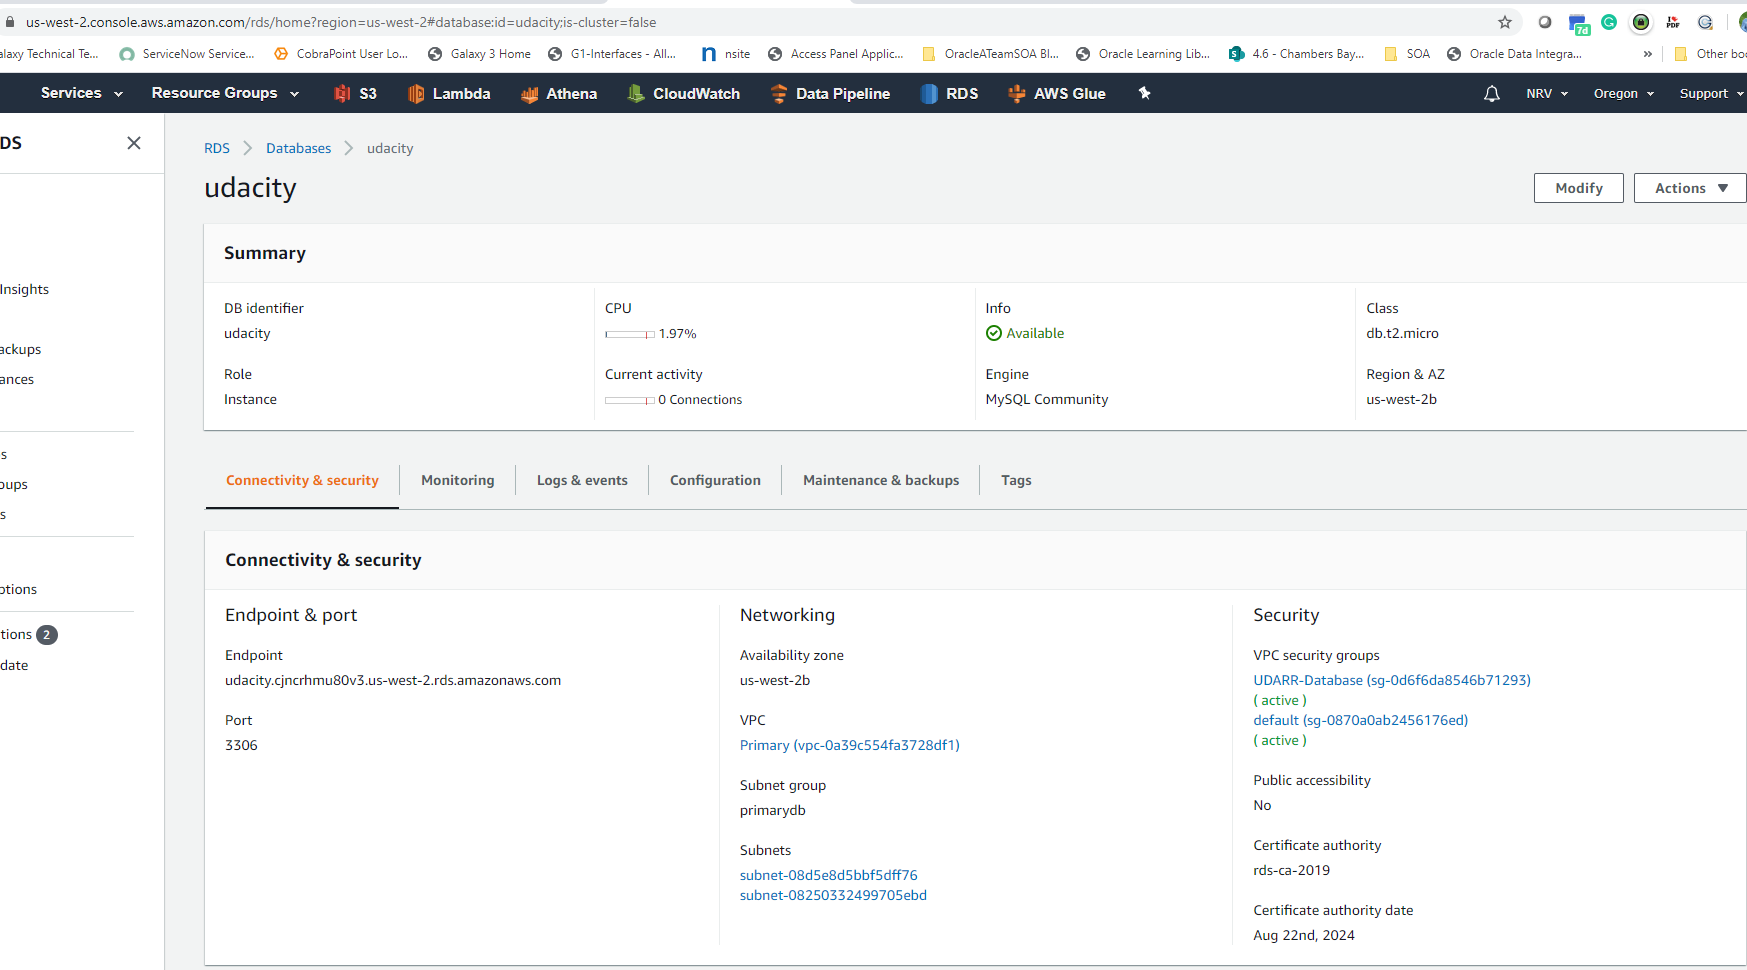 us-west-2.console.aws.amazon.com/rds/home?region=us-west-2#database:id=udacity;is-cluster=false
7d
PDF
alaxy Technical Te... ServiceNow Service... CobraPoint User Lo... Galaxy 3 Home G1-Interfaces - All... nsite Access Panel Applic... OracleATeamSOA Bl... Oracle Learning Lib... 4.6 - Chambers Bay... SOA Oracle Data Integra... » Other boo
Services Resource Groups S3 Lambda Athena CloudWatch Data Pipeline RDS AWS Glue NRV Oregon Support
DS
RDS Databases udacity
udacity
Modify Actions
Summary
Insights
ackups
ances
s
oups
s
ptions
tions 2
date
DB identifier
udacity
CPU
1.97%
Info
Available
Class
db.t2.micro
Role
Instance
Current activity
0 Connections
Engine
MySQL Community
Region & AZ
us-west-2b
Connectivity & security Monitoring Logs & events Configuration Maintenance & backups Tags
Connectivity & security
Endpoint & port
Endpoint
udacity.cjncrhmu80v3.us-west-2.rds.amazonaws.com
Port
3306
Networking
Availability zone
us-west-2b
VPC
Primary (vpc-0a39c554fa3728df1)
Subnet group
primarydb
Subnets
subnet-08d5e8d5bbf5dff76
subnet-08250332499705ebd
Security
VPC security groups
UDARR-Database (sg-0d6f6da8546b71293)
( active )
default (sg-0870a0ab2456176ed)
( active )
Public accessibility
No
Certificate authority
rds-ca-2019
Certificate authority date
Aug 22nd, 2024